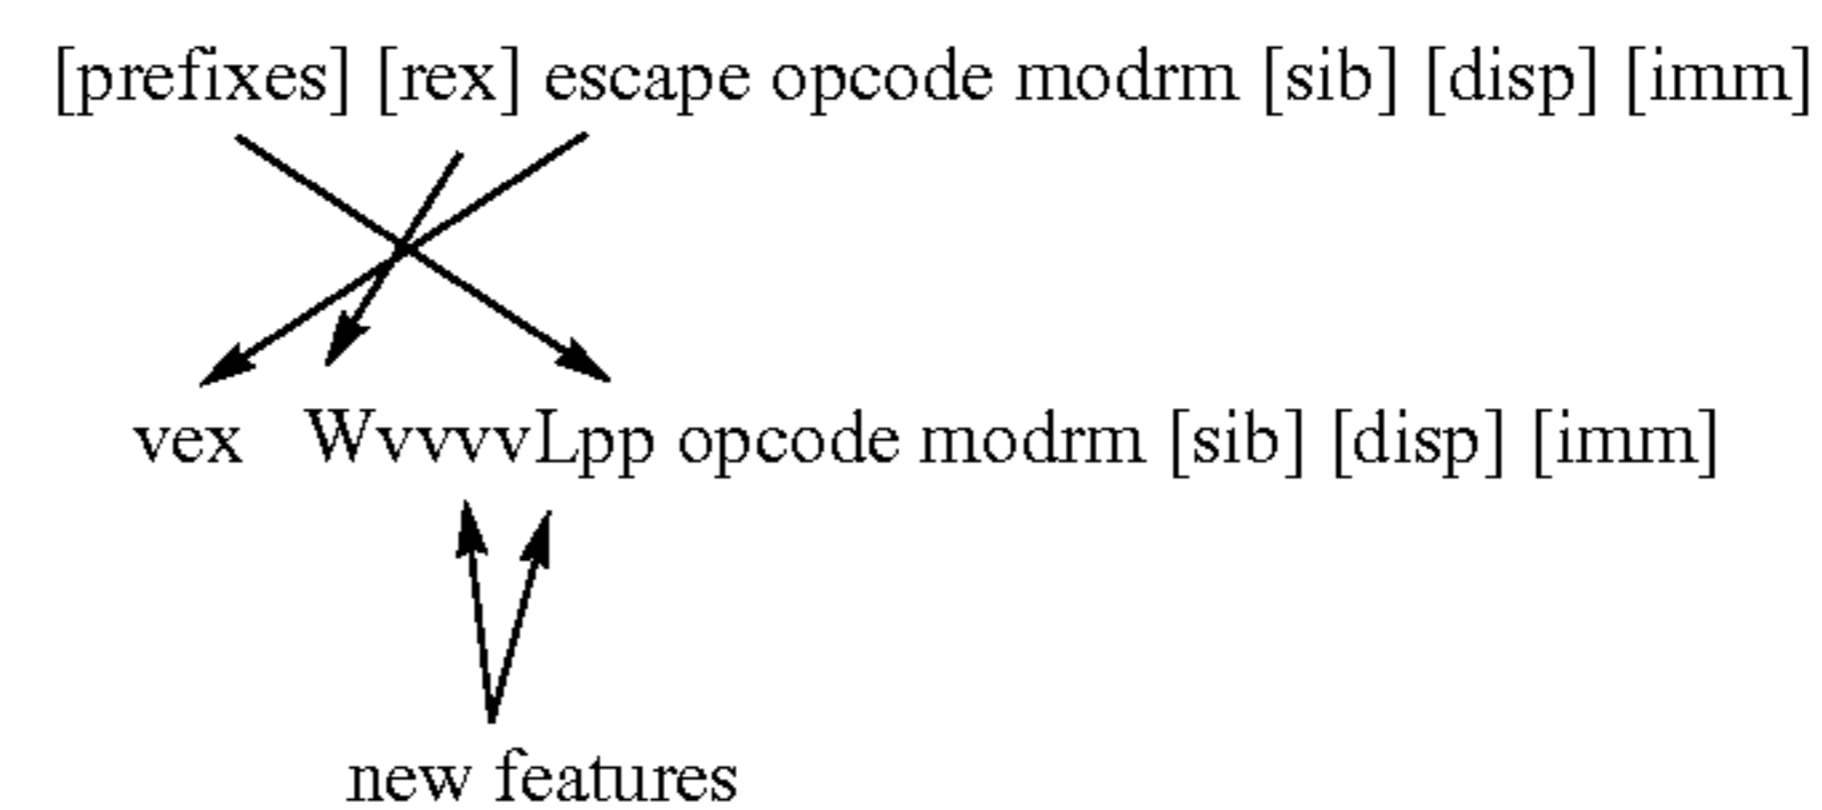 [prefixes] [rex] escape opcode modrm [sib] [disp] [imm]
vex WvvvvLpp opcode modrm [sib] [disp] [imm]
new features